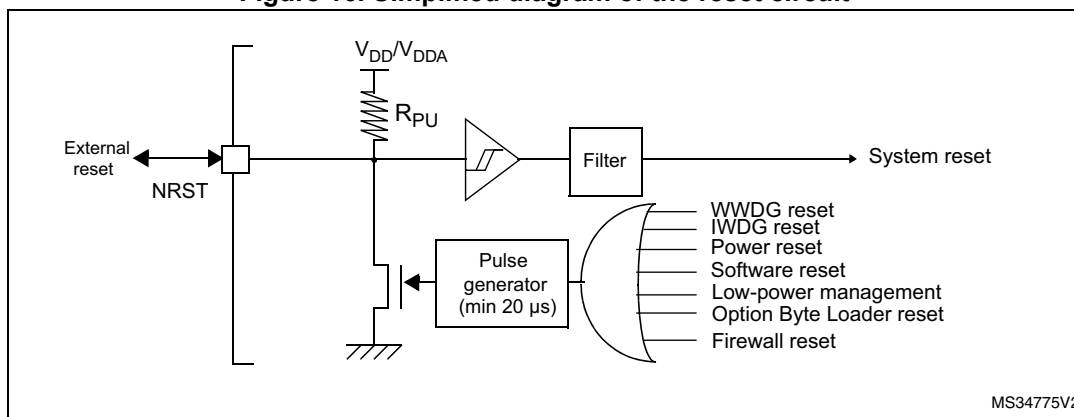 Figure 16. Simplified diagram of the reset circuit
VDD/VDDA
RPU
External
reset
NRST
Filter
System reset
Pulse
generator
(min 20 µs)
WWDG reset
IWDG reset
Power reset
Software reset
Low-power management
Option Byte Loader reset
Firewall reset
MS34775V2